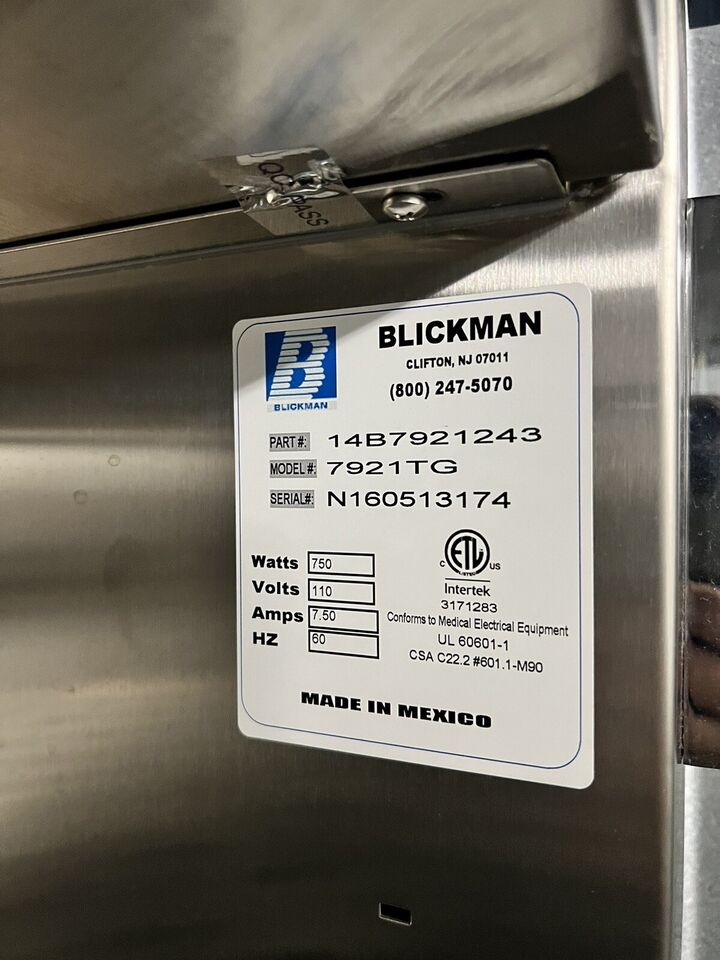 QC PASS
BLICKMAN
CLIFTON, NJ 07011
(800) 247-5070
B
BLICKMAN
PART #: 14B7921243
MODEL #: 7921TG
SERIAL#: N160513174
Watts 750
Volts 110
Amps 7.50
HZ 60
C ETL US
LISTED
Intertek
3171283
Conforms to Medical Electrical Equipment
UL 60601-1
CSA C22.2 #601.1-M90
MADE IN MEXICO